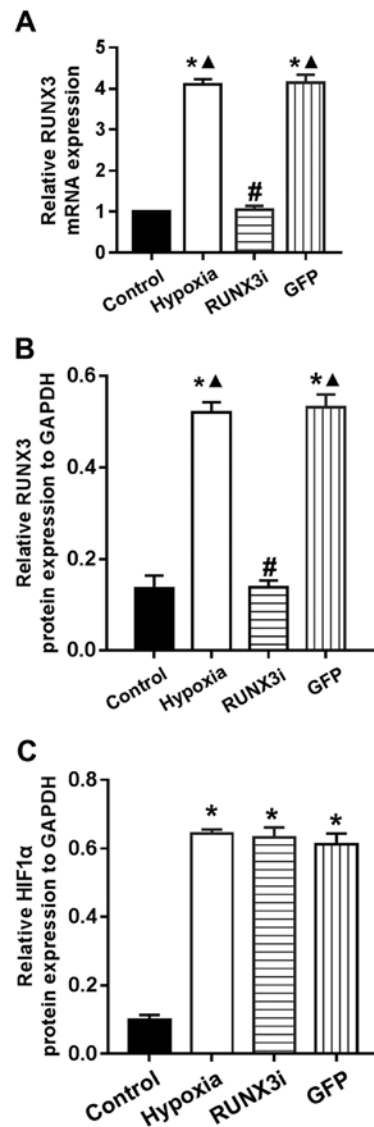 A
Relative RUNX3
mRNA expression
5
4
3
2
1
0
*▲
#
*▲
Control
Hypoxia
RUNX3i
GFP
B
Relative RUNX3
protein expression to GAPDH
0.6
0.4
0.2
0.0
*▲
#
*▲
Control
Hypoxia
RUNX3i
GFP
C
Relative HIF1α
protein expression to GAPDH
0.8
0.6
0.4
0.2
0.0
*
*
*
Control
Hypoxia
RUNX3i
GFP